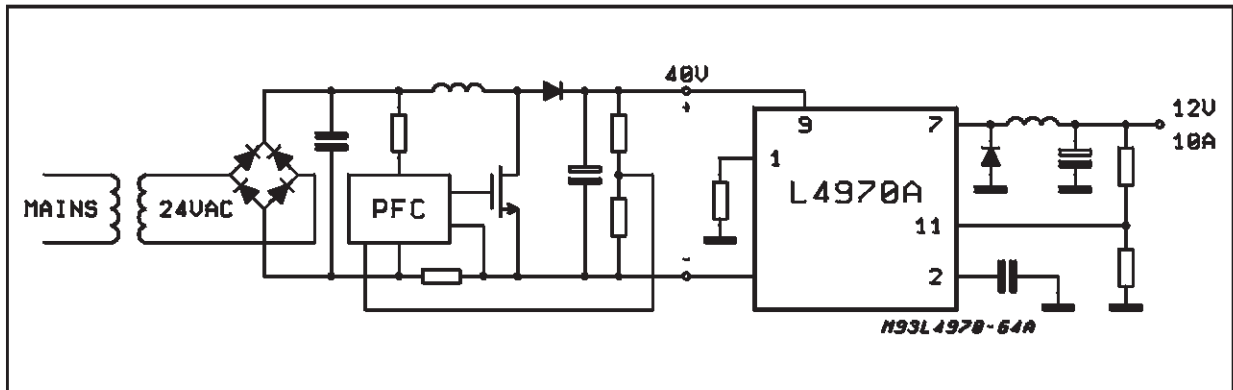 40V
+
12V
10A
9
7
1
L4970A
MAINS
24VAC
PFC
11
-
2
M93L4970-64A